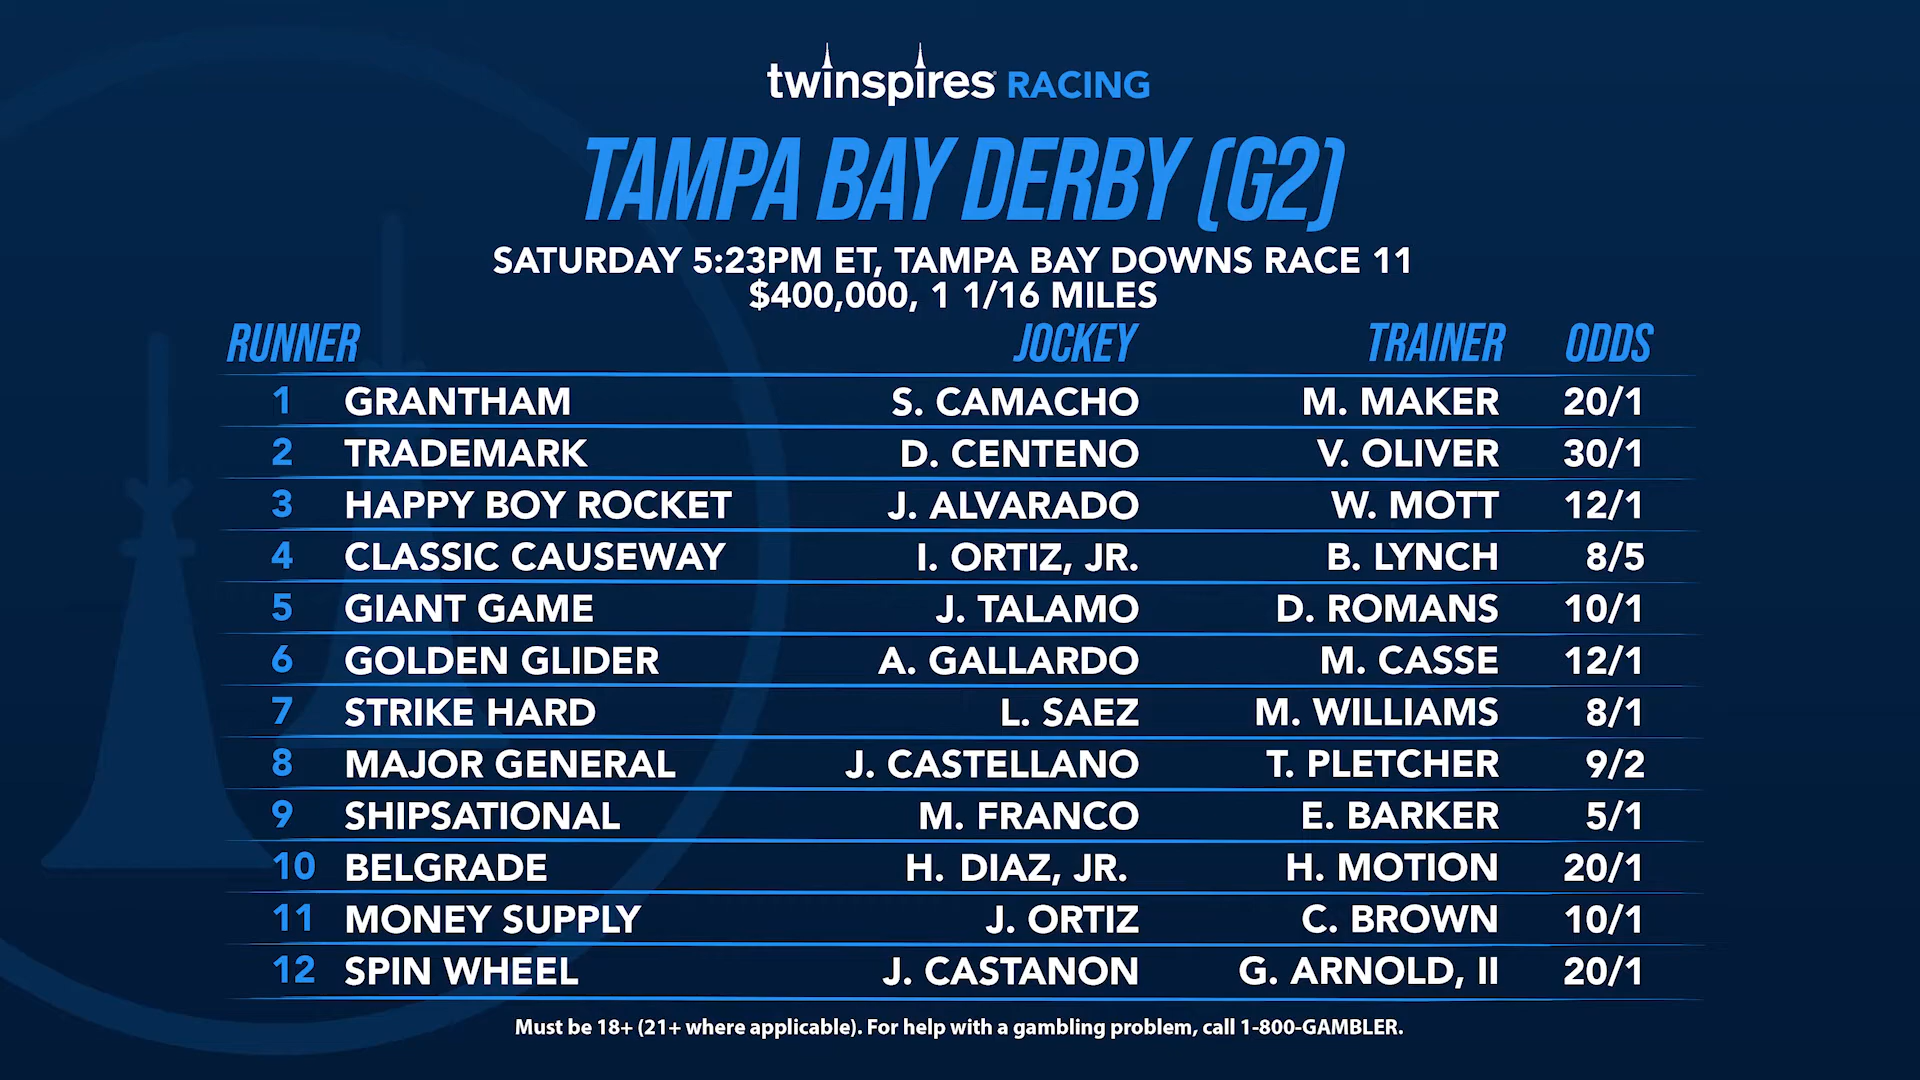 twinspires RACING
TAMPA BAY DERBY (G2)
SATURDAY 5:23PM ET, TAMPA BAY DOWNS RACE 11
$400,000, 1 1/16 MILES
RUNNER JOCKEY TRAINER ODDS
1 GRANTHAM S. CAMACHO M. MAKER 20/1
2 TRADEMARK D. CENTENO V. OLIVER 30/1
3 HAPPY BOY ROCKET J. ALVARADO W. MOTT 12/1
4 CLASSIC CAUSEWAY I. ORTIZ, JR. B. LYNCH 8/5
5 GIANT GAME J. TALAMO D. ROMANS 10/1
6 GOLDEN GLIDER A. GALLARDO M. CASSE 12/1
7 STRIKE HARD L. SAEZ M. WILLIAMS 8/1
8 MAJOR GENERAL J. CASTELLANO T. PLETCHER 9/2
9 SHIPSATIONAL M. FRANCO E. BARKER 5/1
10 BELGRADE H. DIAZ, JR. H. MOTION 20/1
11 MONEY SUPPLY J. ORTIZ C. BROWN 10/1
12 SPIN WHEEL J. CASTANON G. ARNOLD, II 20/1
Must be 18+ (21+ where applicable). For help with a gambling problem, call 1-800-GAMBLER.